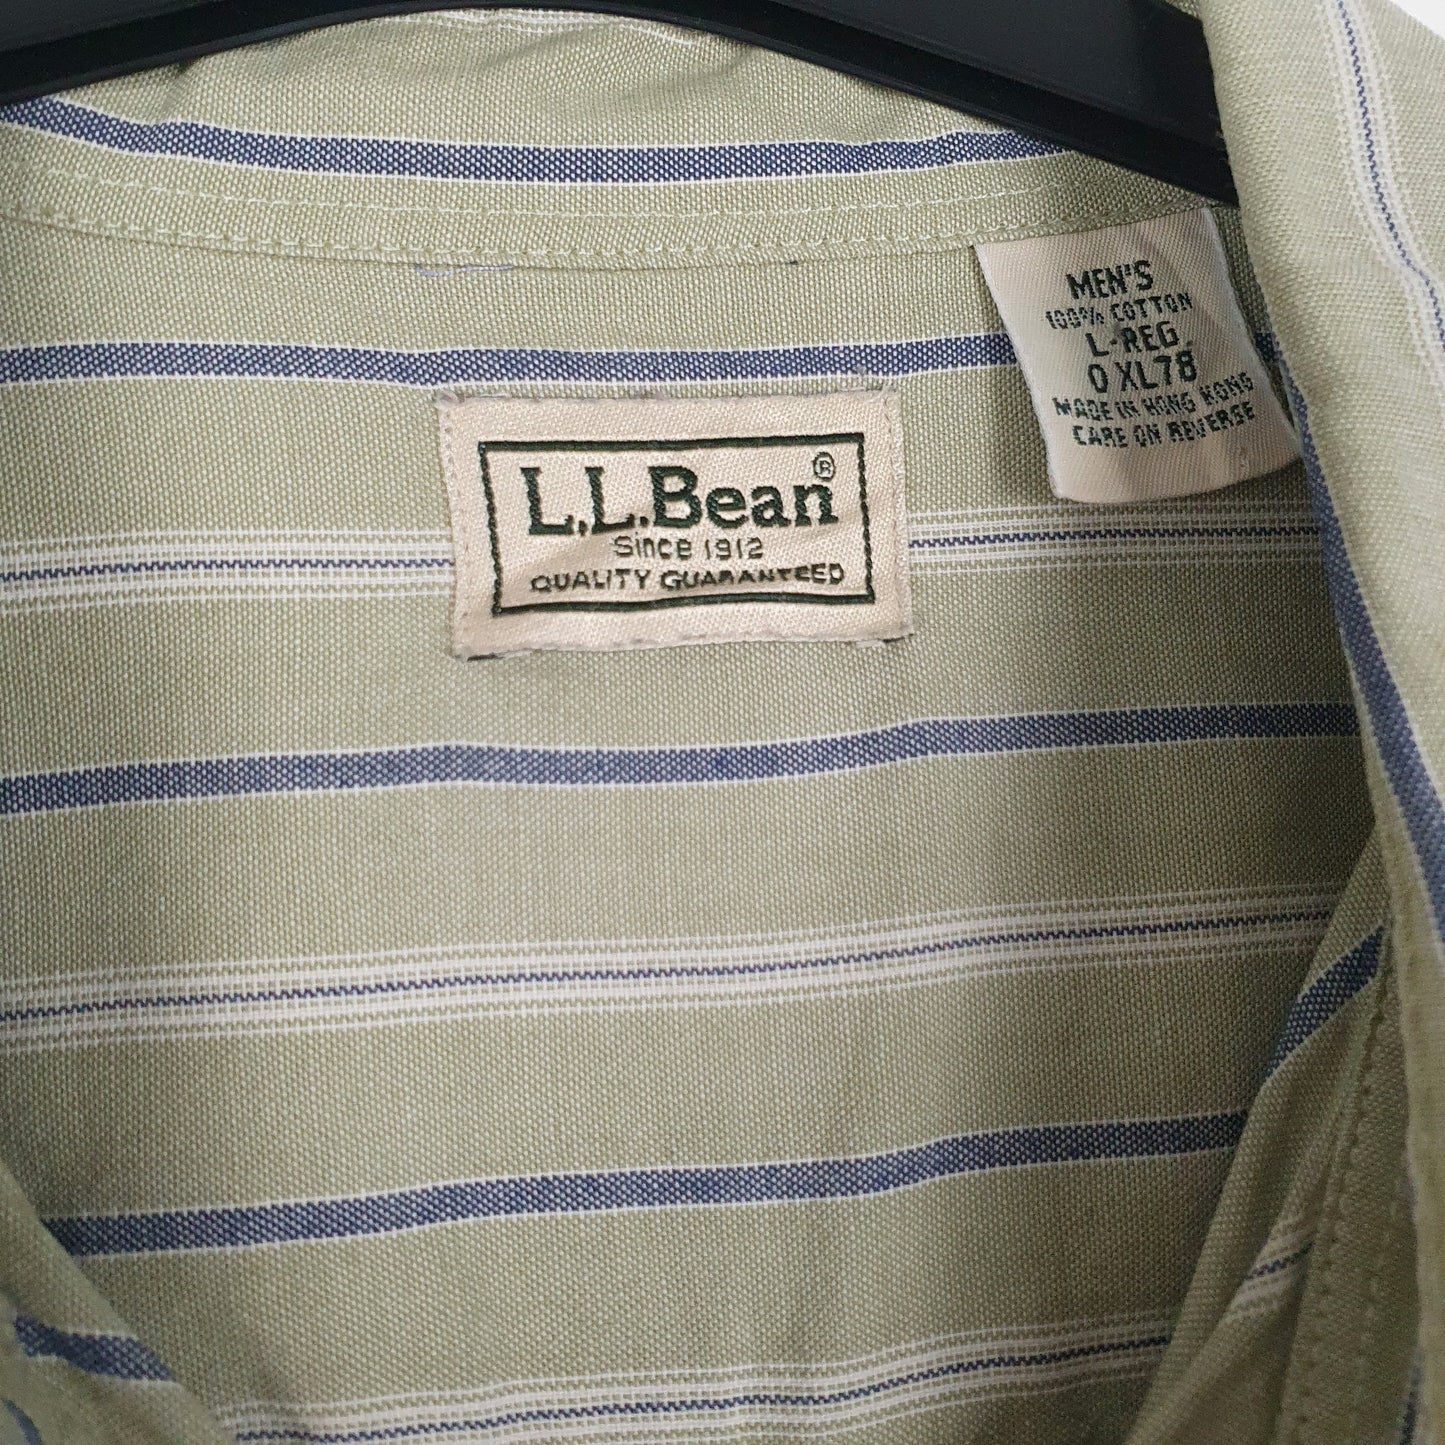 L.L.Bean®
Since 1912
QUALITY GUARANTEED
MEN'S
100% COTTON
L-REG
0 XL78
MADE IN HONG KONG
CARE ON REVERSE